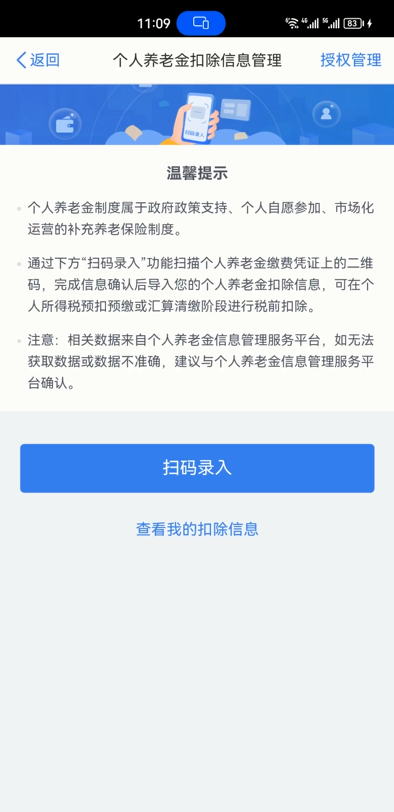 11:09
83
返回
个人养老金扣除信息管理
授权管理
扫码录入
温馨提示
个人养老金制度属于政府政策支持、个人自愿参加、市场化
运营的补充养老保险制度。
通过下方“扫码录入”功能扫描个人养老金缴费凭证上的二维
码，完成信息确认后导入您的个人养老金扣除信息，可在个
人所得税预扣预缴或汇算清缴阶段进行税前扣除。
注意：相关数据来自个人养老金信息管理服务平台，如无法
获取数据或数据不准确，建议与个人养老金信息管理服务平
台确认。
扫码录入
查看我的扣除信息